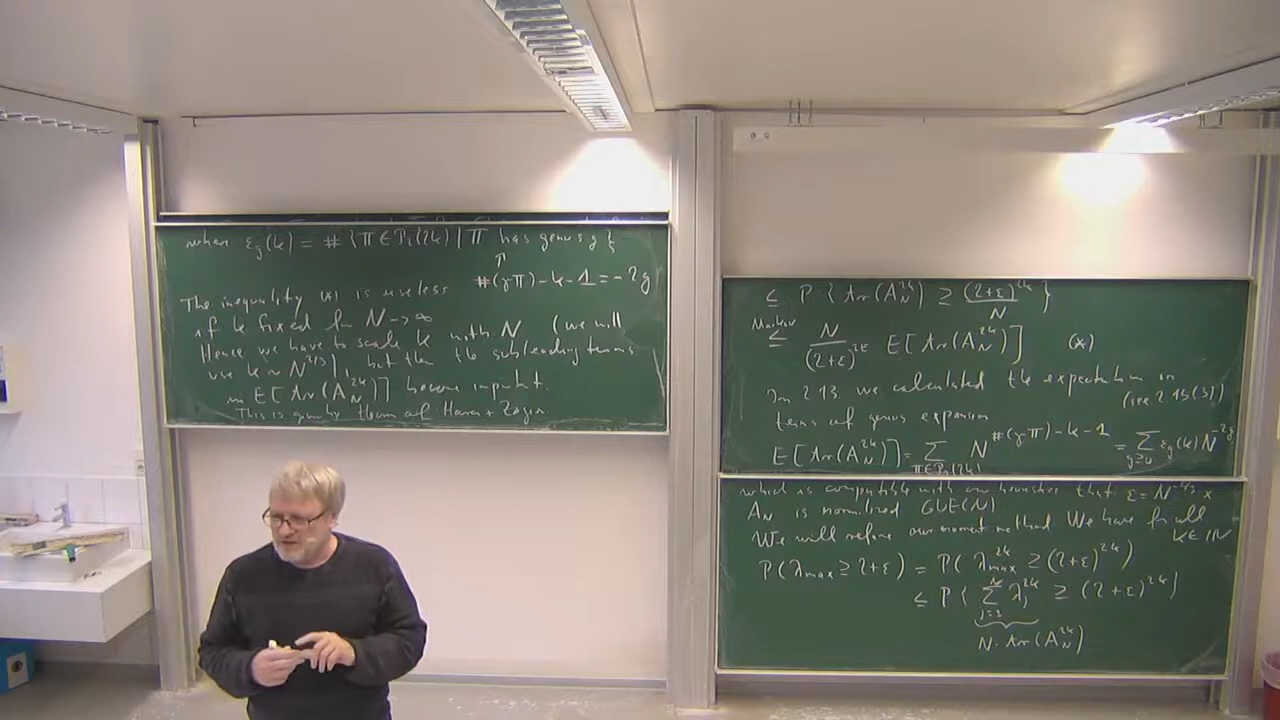 where ε_g(k) = # {π ∈ P₂(2k) | π has genus g}
↑
#(γπ) - k - 1 = -2g
The inequality (*) is useless
if k fixed for N → ∞
Hence we have to scale k with N (we will
use k ~ N^{2/3}), but then the subleading terms
in E[tr(A_N^{2k})] become important.
This is given by Theorem of Harer + Zagier.
≤ P { tr(A_N^{2k}) ≥ (2+ε)^{2k} / N }
Markov
≤ N / (2+ε)^{2k} E[tr(A_N^{2k})] (*)
In 2.13 we calculated the expectation in
terms of genus expansion (see 2.15(3))
E[tr(A_N^{2k})] = Σ_{π∈P₂(2k)} N^{#(γπ)-k-1} = Σ_{g≥0} ε_g(k) N^{-2g}
which is compatible with our heuristics that ε = N^{-2/3} x
A_N is normalized GUE(N)
We will refine our moment method. We have for all
k ∈ ℕ
P(λ_max ≥ 2+ε) = P(λ_max^{2k} ≥ (2+ε)^{2k})
≤ P { Σ_{j=1}^N λ_j^{2k} ≥ (2+ε)^{2k} }
N · tr(A_N^{2k})